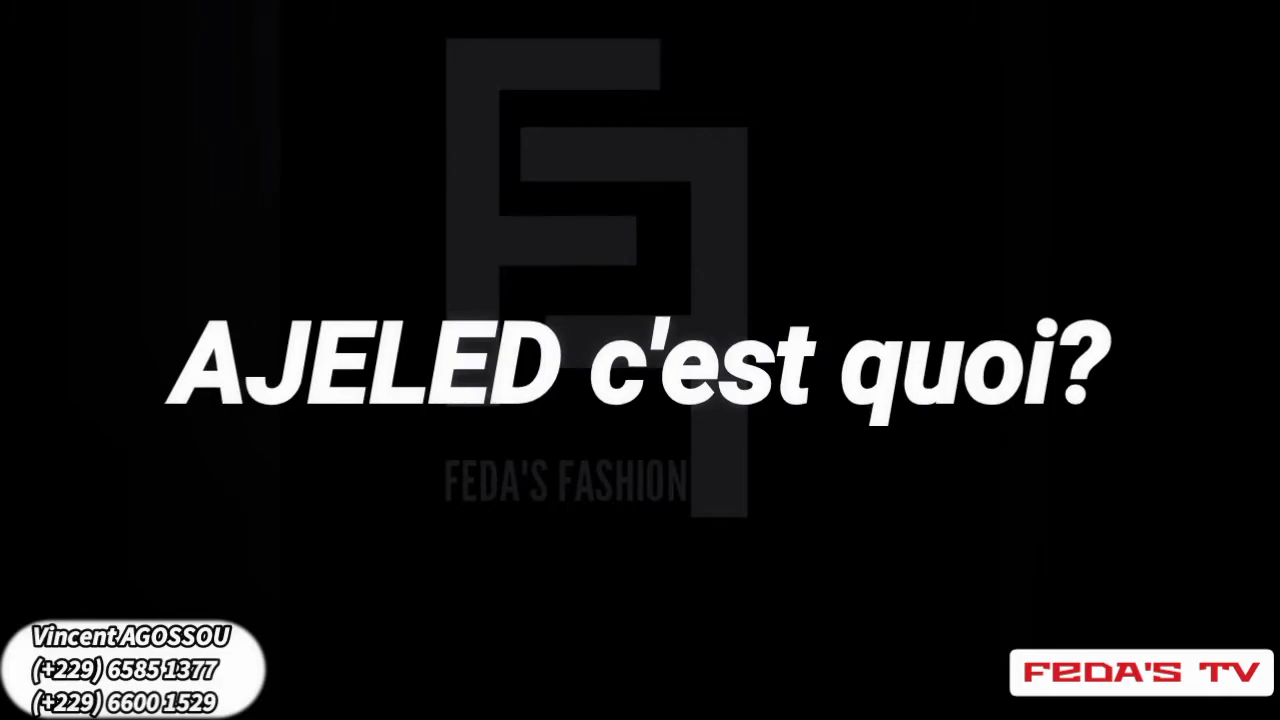 AJELED c'est quoi?
FEDA'S FASHION
Vincent AGOSSOU
(+229) 6585 1377
(+229) 6600 1529
FEDA'S TV